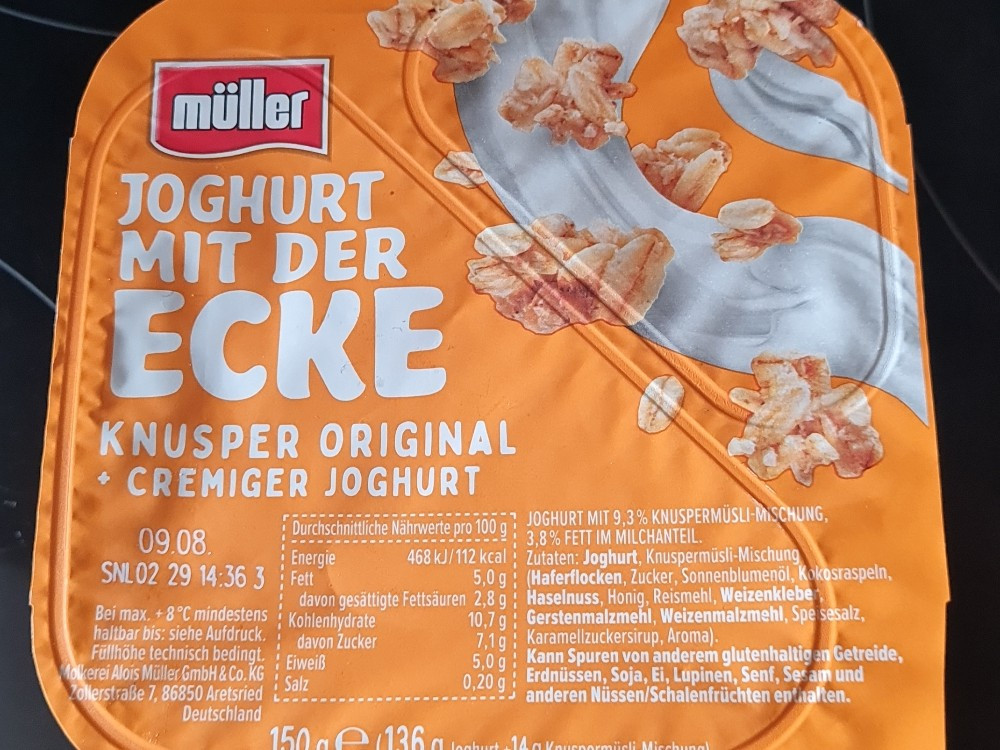 müller
JOGHURT
MIT DER
ECKE
KNUSPER ORIGINAL
+ CREMIGER JOGHURT
09.08.
SNL02 29 14:36 3
Bei max. +8°C mindestens
haltbar bis: siehe Aufdruck.
Füllhöhe technisch bedingt.
Molkerei Alois Müller GmbH & Co. KG
Zollerstraße 7, 86850 Aretsried
Deutschland
Durchschnittliche Nährwerte pro 100 g
Energie 468 kJ/112 kcal
Fett 5,0 g
davon gesättigte Fettsäuren 2,8 g
Kohlenhydrate 10,7 g
davon Zucker 7,1 g
Eiweiß 5,0 g
Salz 0,20 g
JOGHURT MIT 9,3% KNUSPERMÜSLI-MISCHUNG,
3,8% FETT IM MILCHANTEIL.
Zutaten: Joghurt, Knuspermüsli-Mischung
(Haferflocken, Zucker, Sonnenblumenöl, Kokosraspeln,
Haselnuss, Honig, Reismehl, Weizenkleber,
Gerstenmalzmehl, Weizenmalzmehl, Speisesalz,
Karamellzuckersirup, Aroma).
Kann Spuren von anderem glutenhaltigen Getreide,
Erdnüssen, Soja, Ei, Lupinen, Senf, Sesam und
anderen Nüssen/Schalenfrüchten enthalten.
150 g e (136 g Joghurt +14 g Knuspermüsli-Mischung)